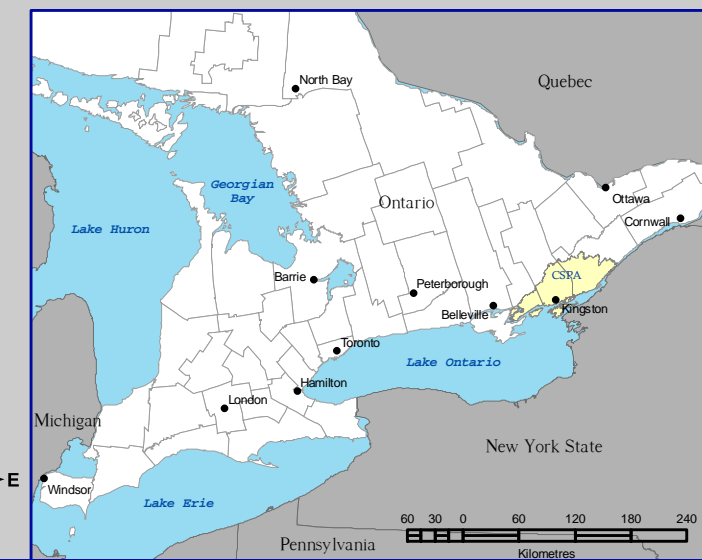 North Bay
Quebec
Georgian
Bay
Ottawa
Ontario
Cornwall
Lake Huron
Barrie
CSPA
Peterborough
Belleville
Kingston
Toronto
Lake Ontario
Hamilton
London
Michigan
New York State
E
Windsor
Lake Erie
60 30 0 60 120 180 240
Pennsylvania
Kilometres